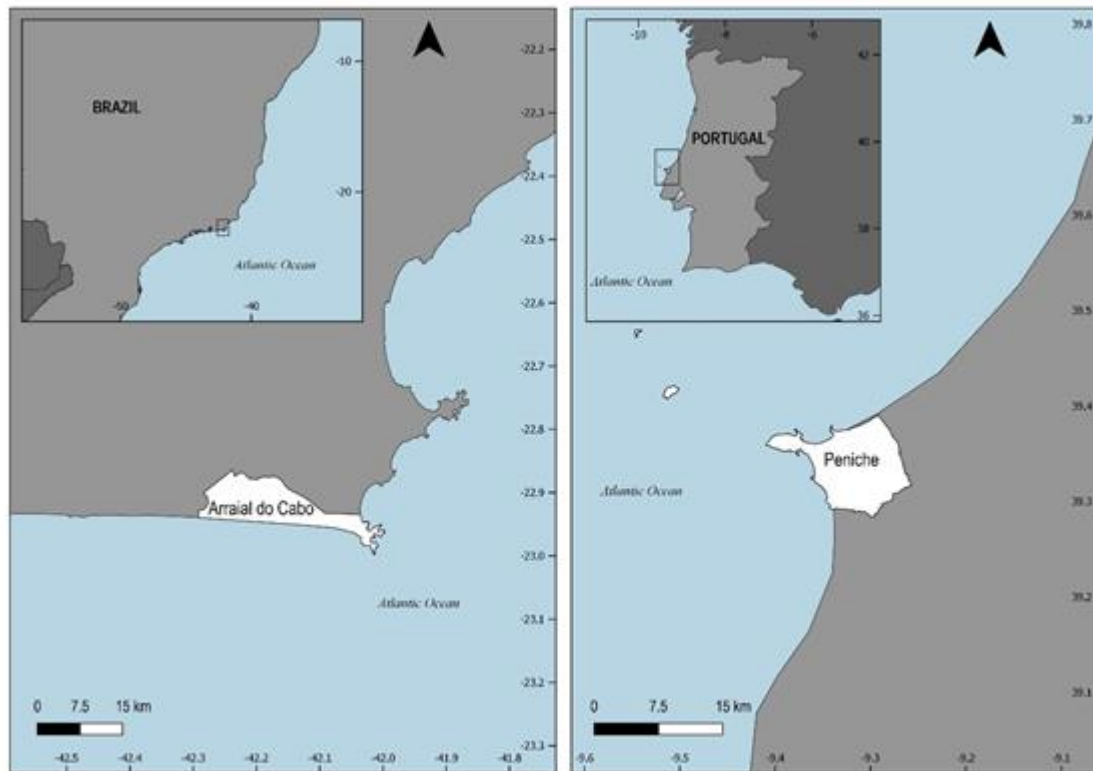 BRAZIL
-10
-20
Atlantic Ocean
-50
-40
-22.2
-22.3
-22.4
-22.5
-22.6
-22.7
-22.8
-22.9
-23.0
-23.1
-23.2
-23.1
Arraial do Cabo
Atlantic Ocean
0 7.5 15 km
-42.5 -42.4 -42.3 -42.2 -42.1 -42.0 -41.9 -41.8
-10 -8 -6
42
PORTUGAL
40
38
Atlantic Ocean
36
39.8
39.7
39.6
39.5
39.4
39.3
39.2
39.1
Peniche
Atlantic Ocean
0 7.5 15 km
-9.6 -9.5 -9.4 -9.3 -9.2 -9.1